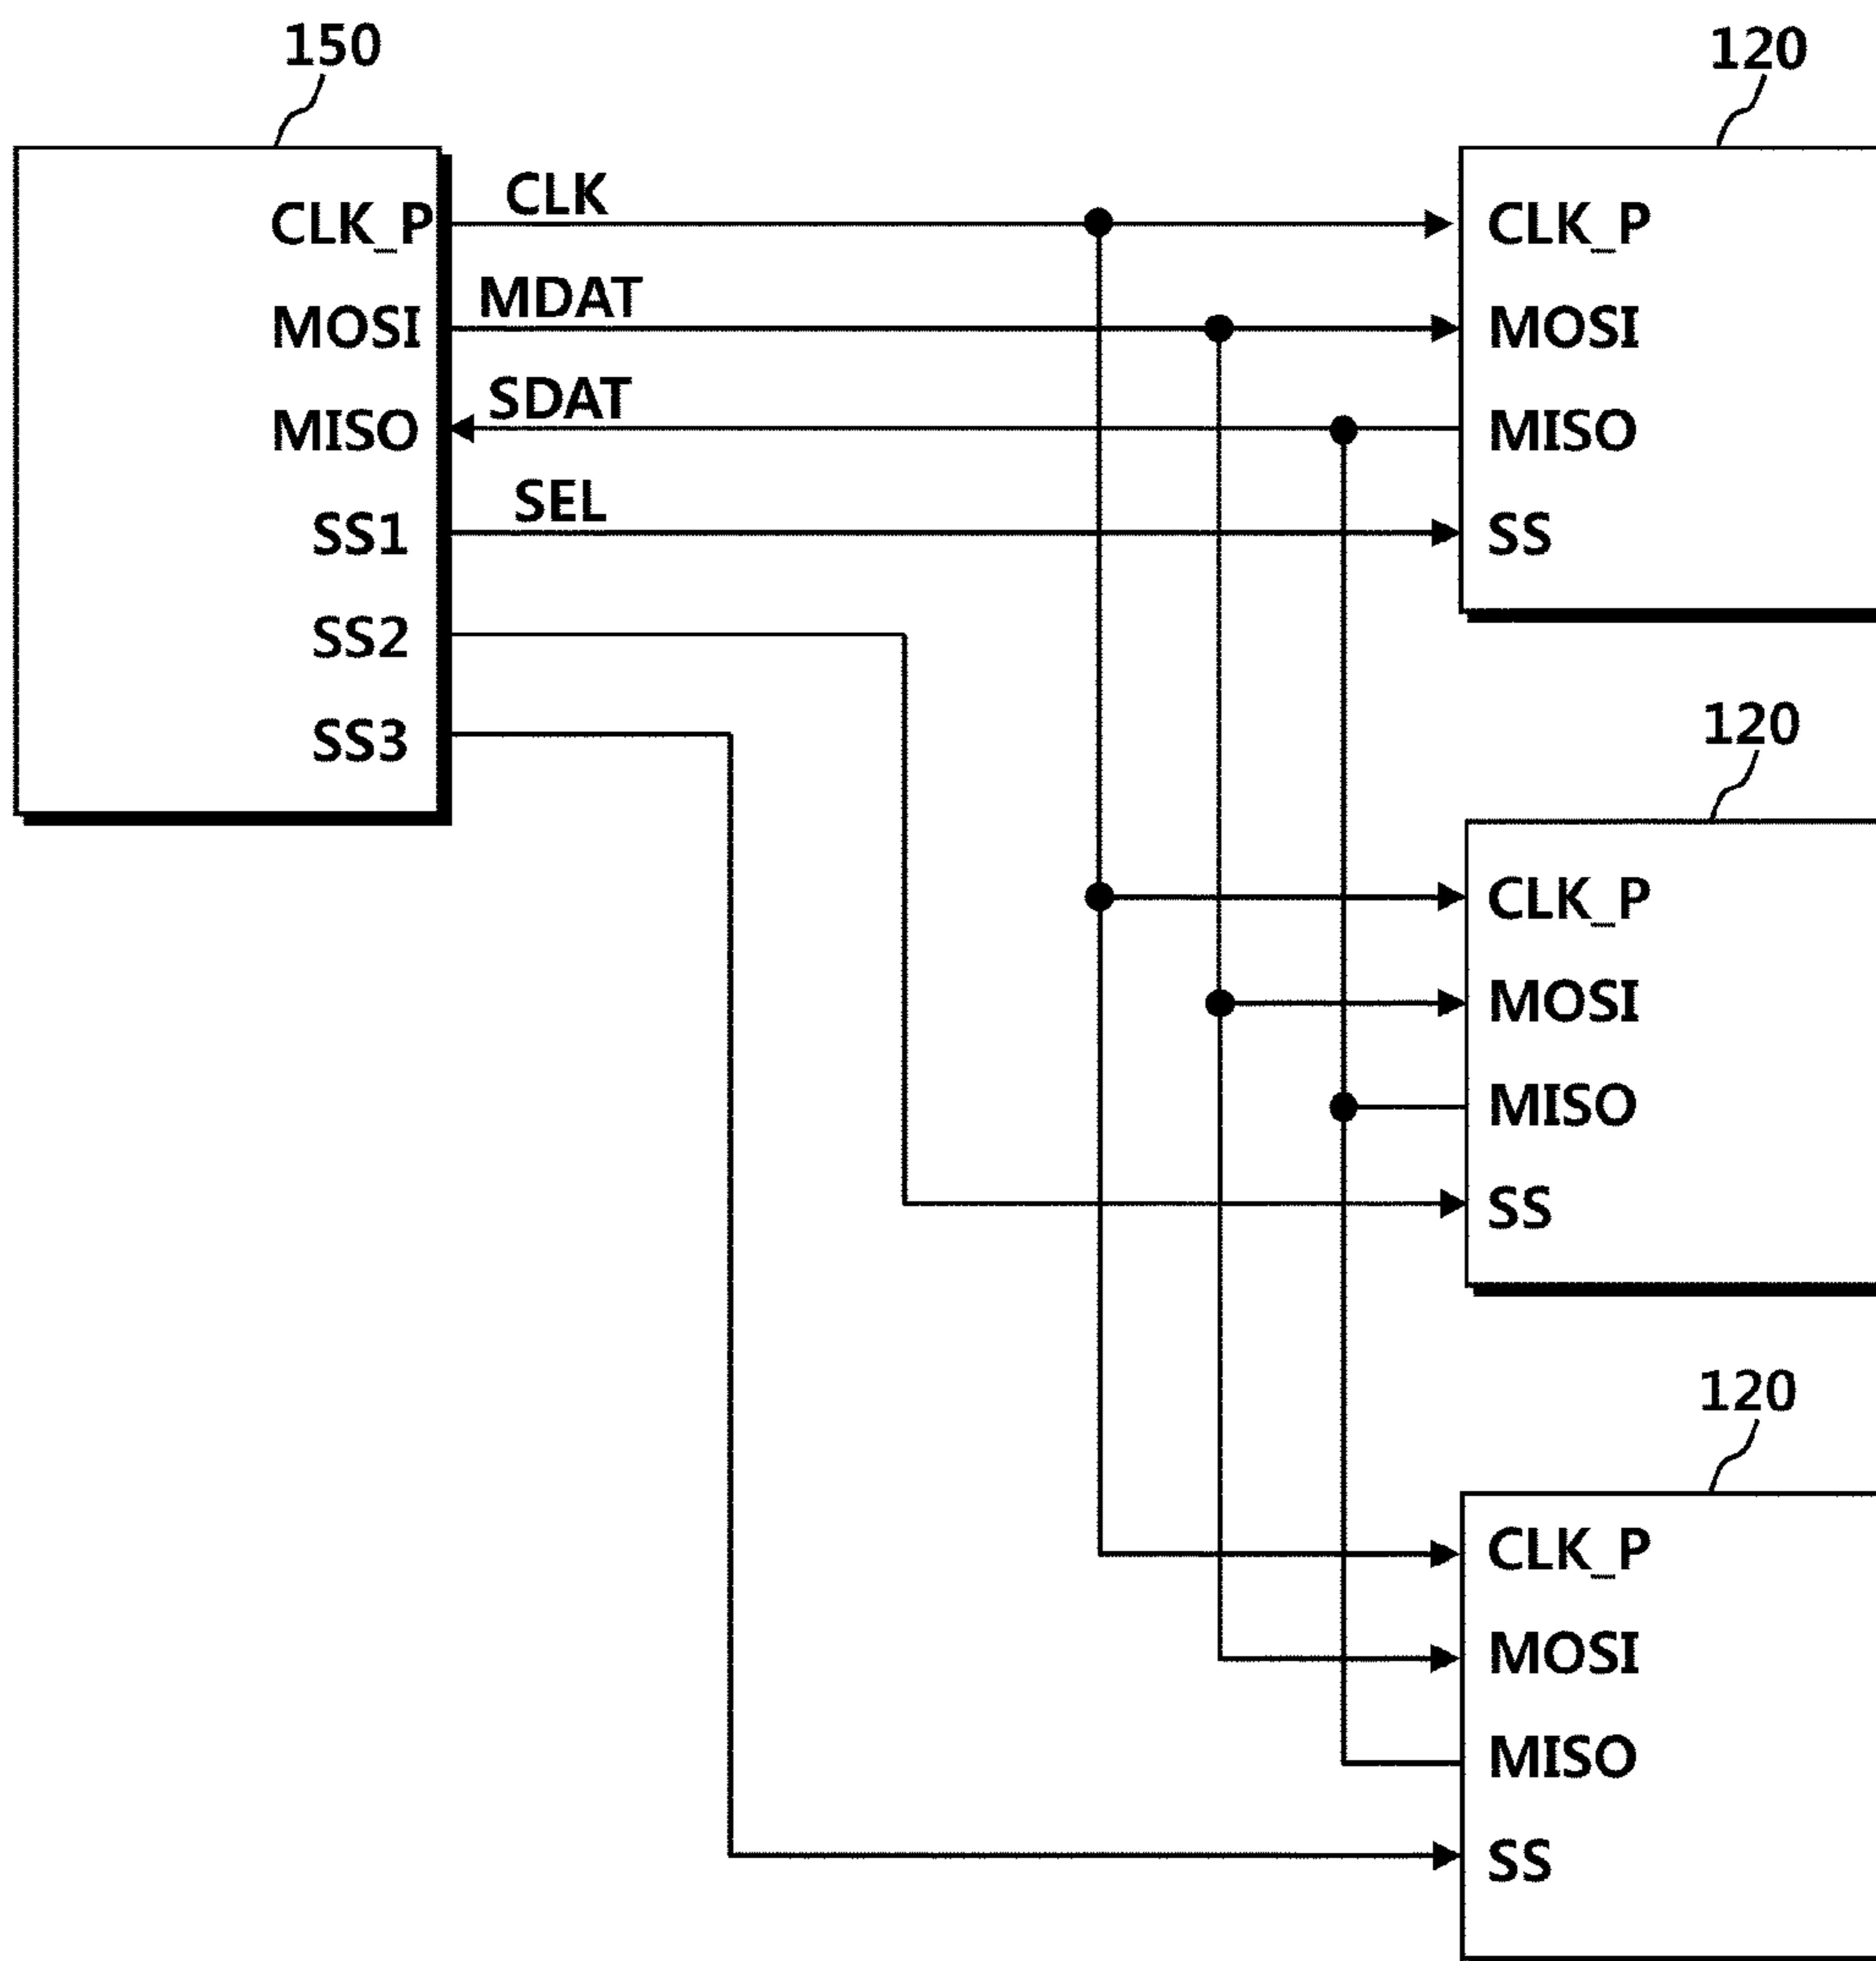 150
120
CLK_P
CLK
CLK_P
MOSI
MDAT
MOSI
MISO
SDAT
MISO
SS1
SEL
SS
SS2
SS3
120
CLK_P
MOSI
MISO
SS
120
CLK_P
MOSI
MISO
SS